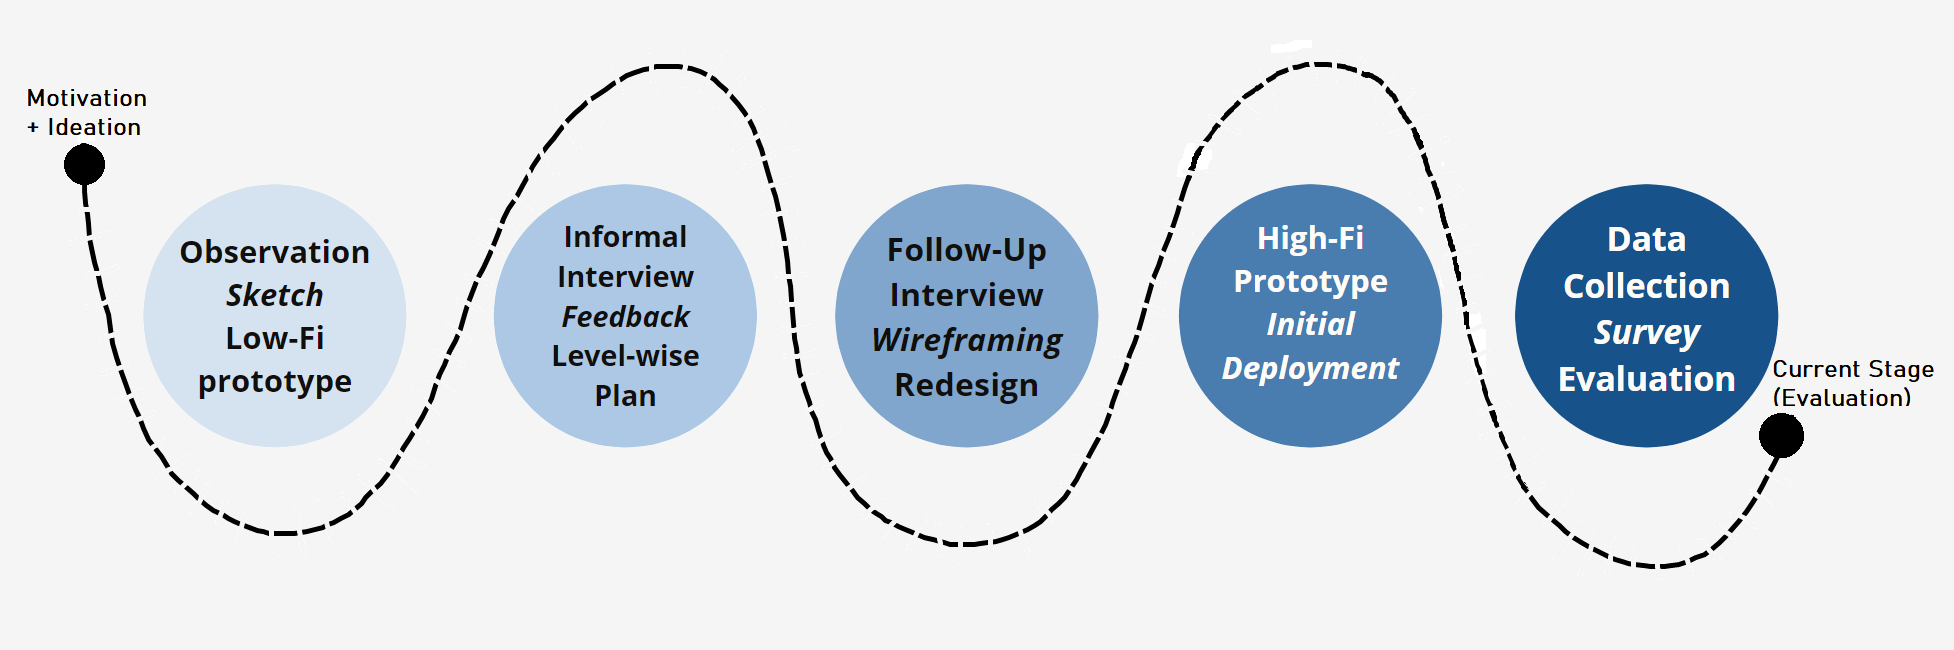 Motivation
+ Ideation
Observation
Sketch
Low-Fi
prototype
Informal
Interview
Feedback
Level-wise
Plan
Follow-Up
Interview
Wireframing
Redesign
High-Fi
Prototype
Initial
Deployment
Data
Collection
Survey
Evaluation
Current Stage
(Evaluation)